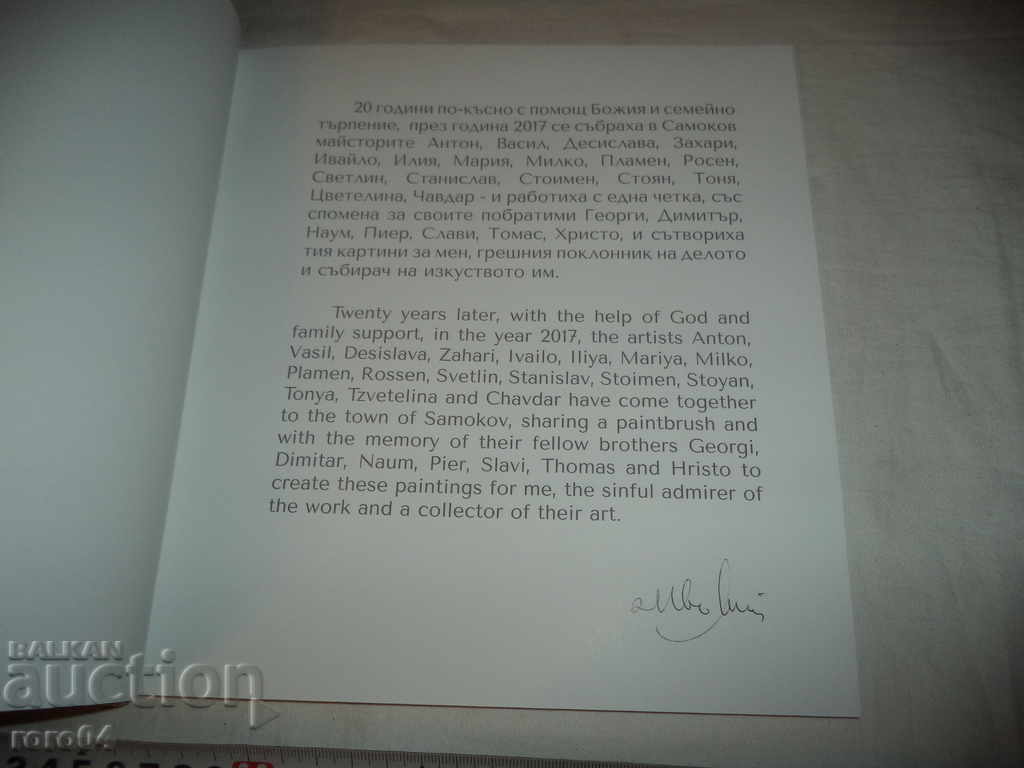 20 години по-късно с помощ Божия и семейно
търпение, през година 2017 се събраха в Самоков
майсторите Антон, Васил, Десислава, Захари,
Ивайло, Илия, Мария, Милко, Пламен, Росен,
Светлин, Станислав, Стоимен, Стоян, Тоня,
Цветелина, Чавдар - и работиха с една четка, със
спомена за своите побратими Георги, Димитър,
Наум, Пиер, Слави, Томас, Христо, и сътвориха
тия картини за мен, грешния поклонник на делото
и събирач на изкуството им.
Twenty years later, with the help of God and
family support, in the year 2017, the artists Anton,
Vasil, Desislava, Zahari, Ivailo, Iliya, Mariya, Milko,
Plamen, Rossen, Svetlin, Stanislav, Stoimen, Stoyan,
Tonya, Tzvetelina and Chavdar have come together
to the town of Samokov, sharing a paintbrush and
with the memory of their fellow brothers Georgi,
Dimitar, Naum, Pier, Slavi, Thomas and Hristo to
create these paintings for me, the sinful admirer of
the work and a collector of their art.
BALKAN
auction
roro04